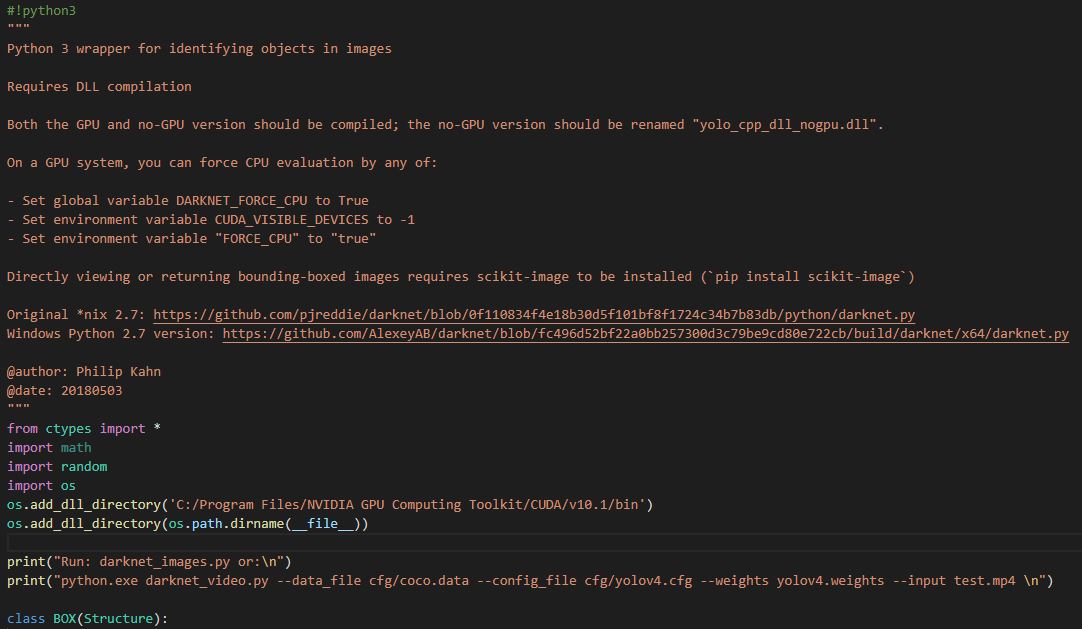 #!python3
"""
Python 3 wrapper for identifying objects in images
Requires DLL compilation
Both the GPU and no-GPU version should be compiled; the no-GPU version should be renamed "yolo_cpp_dll_nogpu.dll".
On a GPU system, you can force CPU evaluation by any of:
- Set global variable DARKNET_FORCE_CPU to True
- Set environment variable CUDA_VISIBLE_DEVICES to -1
- Set environment variable "FORCE_CPU" to "true"
Directly viewing or returning bounding-boxed images requires scikit-image to be installed (`pip install scikit-image`)
Original *nix 2.7: https://github.com/pjreddie/darknet/blob/0f110834f4e18b30d5f101bf8f1724c34b7b83db/python/darknet.py
Windows Python 2.7 version: https://github.com/AlexeyAB/darknet/blob/fc496d52bf22a0bb257300d3c79be9cd80e722cb/build/darknet/x64/darknet.py
@author: Philip Kahn
@date: 20180503
"""
from ctypes import *
import math
import random
import os
os.add_dll_directory('C:/Program Files/NVIDIA GPU Computing Toolkit/CUDA/v10.1/bin')
os.add_dll_directory(os.path.dirname(__file__))
print("Run: darknet_images.py or:\n")
print("python.exe darknet_video.py --data_file cfg/coco.data --config_file cfg/yolov4.cfg --weights yolov4.weights --input test.mp4 \n")
class BOX(Structure):